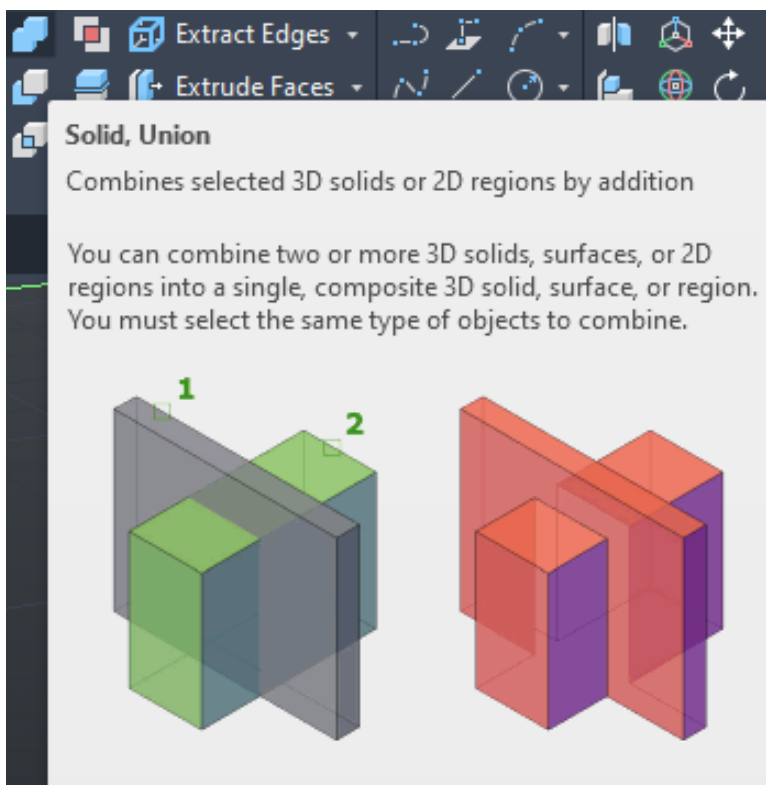 Extract Edges
Extrude Faces
Solid, Union
Combines selected 3D solids or 2D regions by addition
You can combine two or more 3D solids, surfaces, or 2D
regions into a single, composite 3D solid, surface, or region.
You must select the same type of objects to combine.
1
2